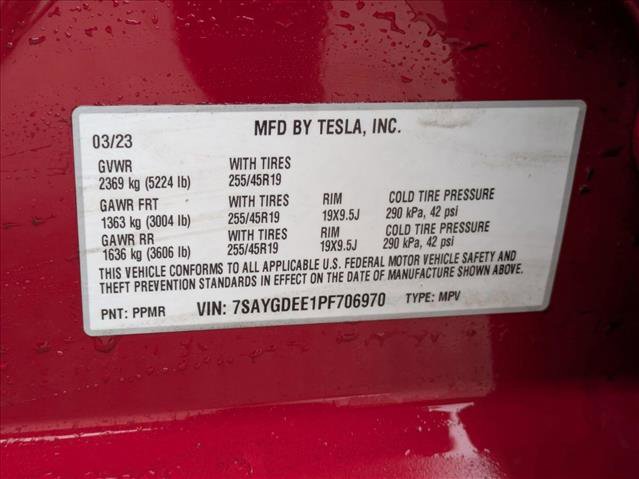 MFD BY TESLA, INC.
03/23
GVWR WITH TIRES
2369 kg (5224 lb) 255/45R19
GAWR FRT WITH TIRES RIM COLD TIRE PRESSURE
1363 kg (3004 lb) 255/45R19 19X9.5J 290 kPa, 42 psi
GAWR RR WITH TIRES RIM COLD TIRE PRESSURE
1636 kg (3606 lb) 255/45R19 19X9.5J 290 kPa, 42 psi
THIS VEHICLE CONFORMS TO ALL APPLICABLE U.S. FEDERAL MOTOR VEHICLE SAFETY AND
THEFT PREVENTION STANDARDS IN EFFECT ON THE DATE OF MANUFACTURE SHOWN ABOVE.
PNT: PPMR VIN: 7SAYGDEE1PF706970 TYPE: MPV